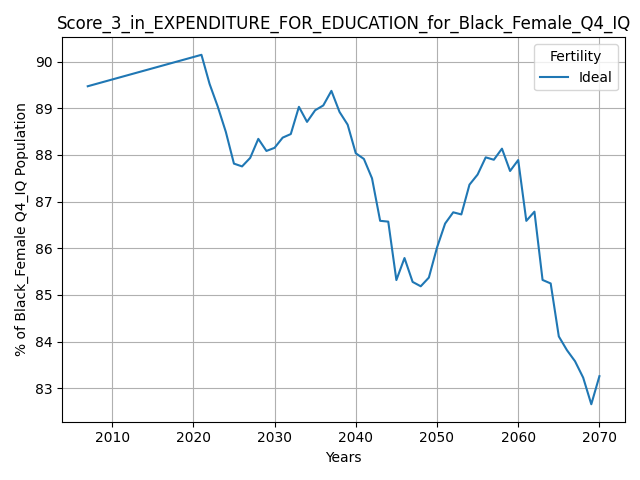 Score_3_in_EXPENDITURE_FOR_EDUCATION_for_Black_Female_Q4_IQ
Fertility
Ideal
% of Black_Female Q4_IQ Population
90
89
88
87
86
85
84
83
2010 2020 2030 2040 2050 2060 2070
Years